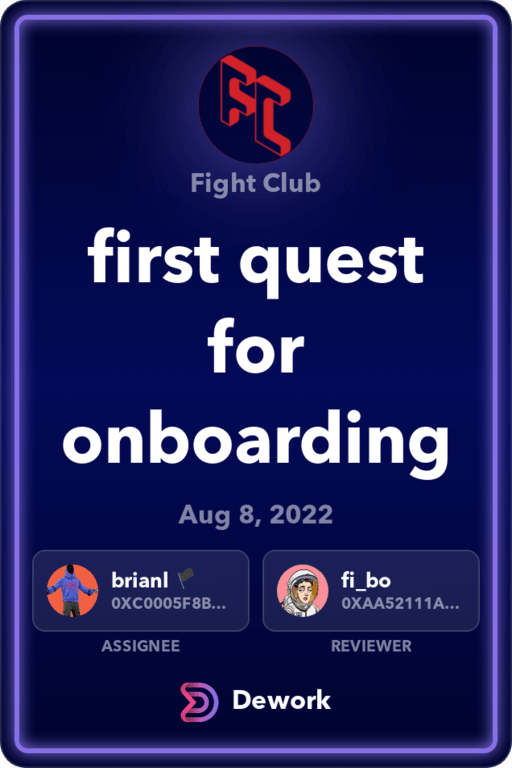 FC
Fight Club
first quest
for
onboarding
Aug 8, 2022
brianl 🏴
0XC0005F8B...
fi_bo
0XAA52111A...
ASSIGNEE
REVIEWER
Dework